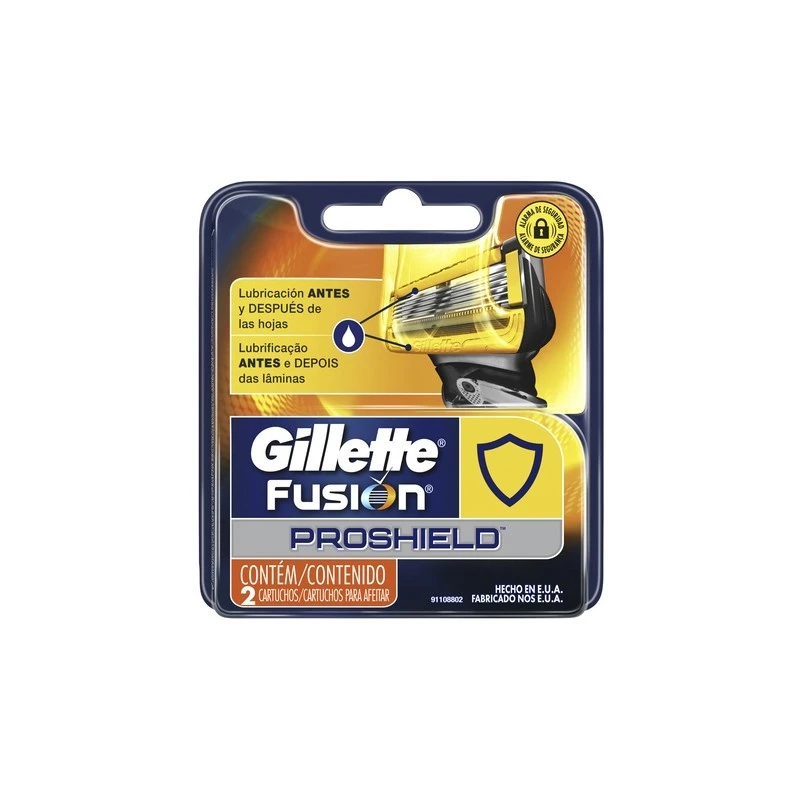 ALARMA DE SEGURIDAD
ALARME DE SEGURANÇA
Lubricación ANTES
y DESPUÉS de
las hojas
Lubrificação
ANTES e DEPOIS
das lâminas
Gillette
Gillette®
FUSION®
PROSHIELD™
CONTÉM/CONTENIDO
2 CARTUCHOS/CARTUCHOS PARA AFEITAR
91108802
HECHO EN E.U.A.
FABRICADO NOS E.U.A.